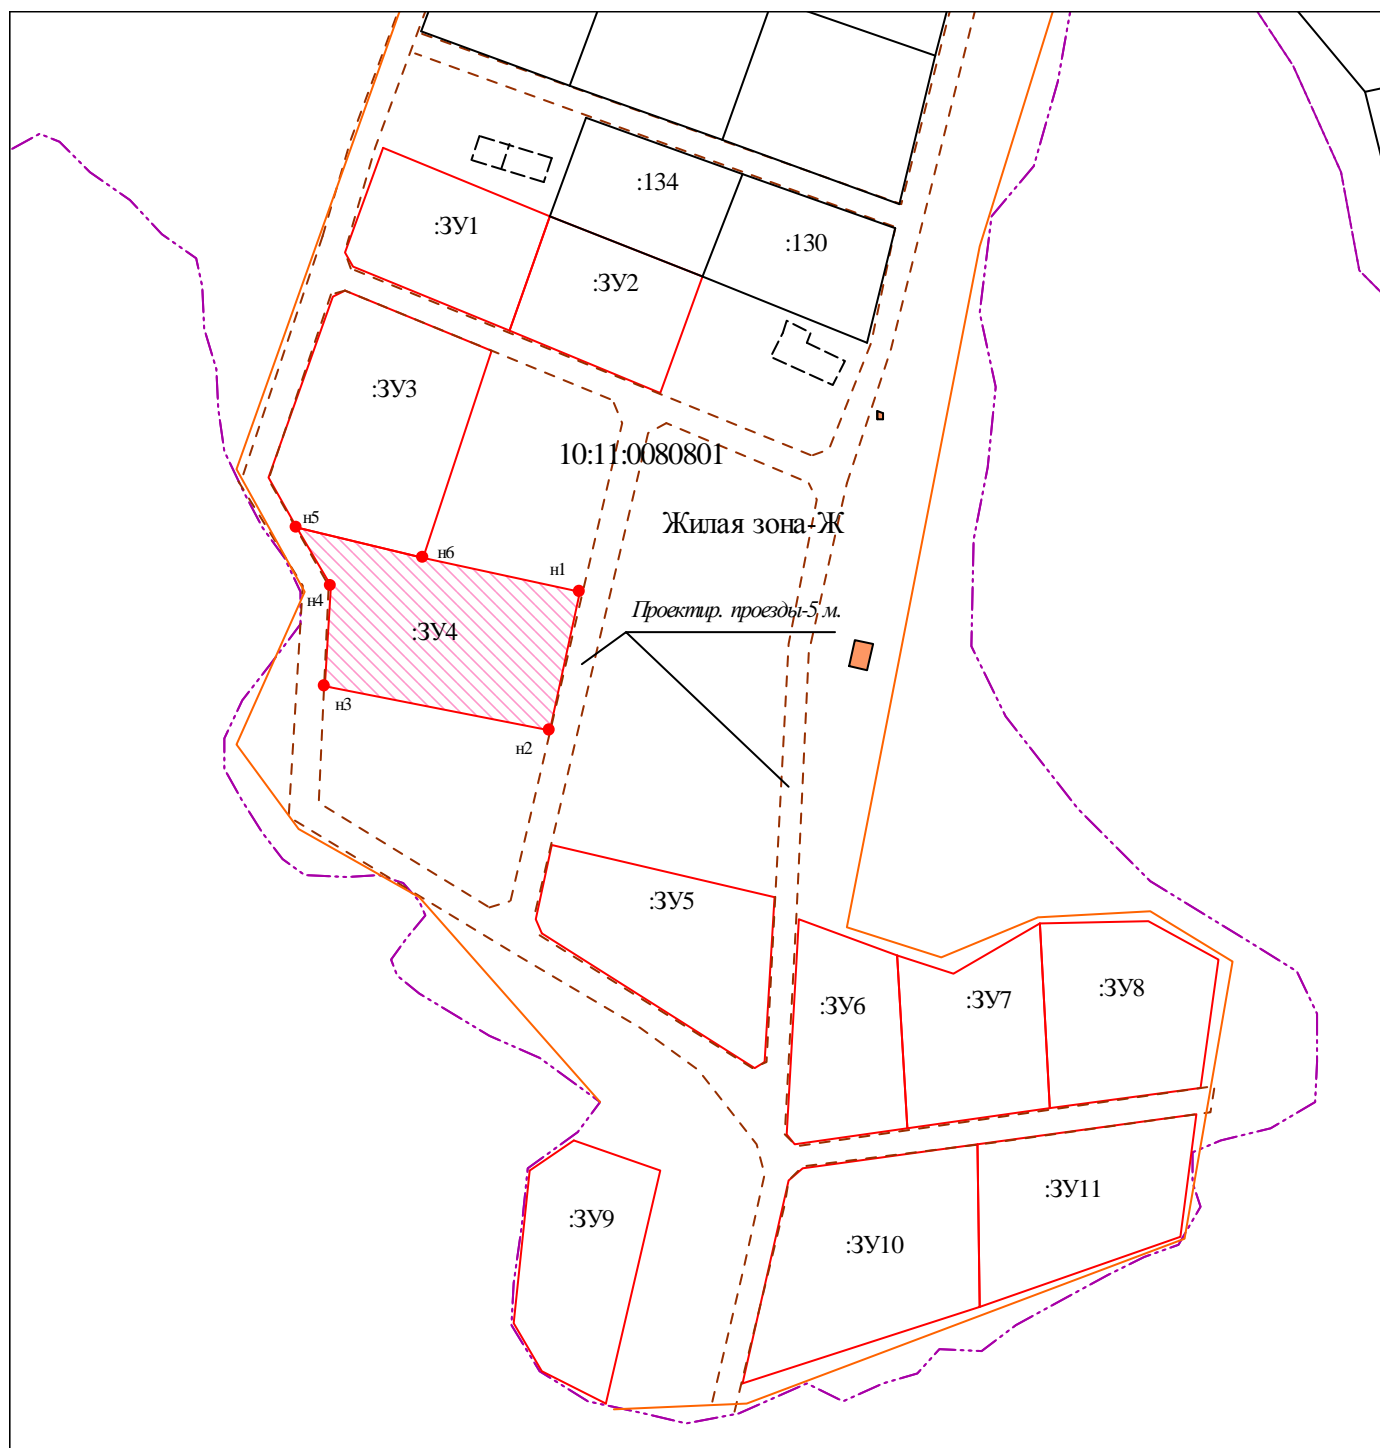 :134
:ЗУ1
:130
:ЗУ2
:ЗУ3
10:11:0080801
Жилая зона-Ж
н5
н6
н1
н4
Проектир. проезды-5 м.
:ЗУ4
н3
н2
:ЗУ5
:ЗУ8
:ЗУ6
:ЗУ7
:ЗУ11
:ЗУ9
:ЗУ10